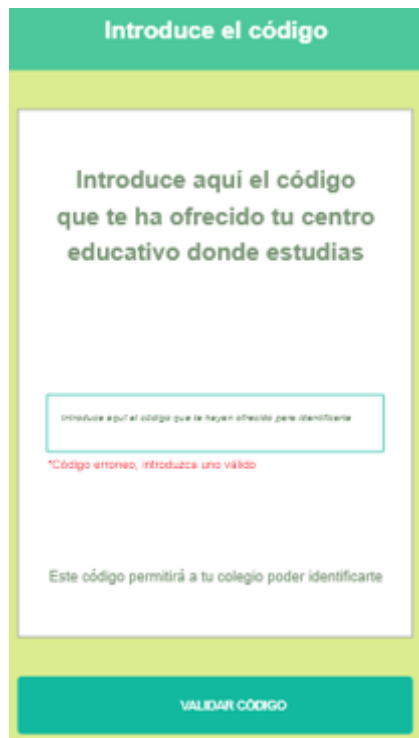 Introduce el código
Introduce aquí el código
que te ha ofrecido tu centro
educativo donde estudias
Introduce aquí el código que te hayan ofrecido para identificarte
*Código erroneo, introduzca uno válido
Este código permitirá a tu colegio poder identificarte
VALIDAR CÓDIGO